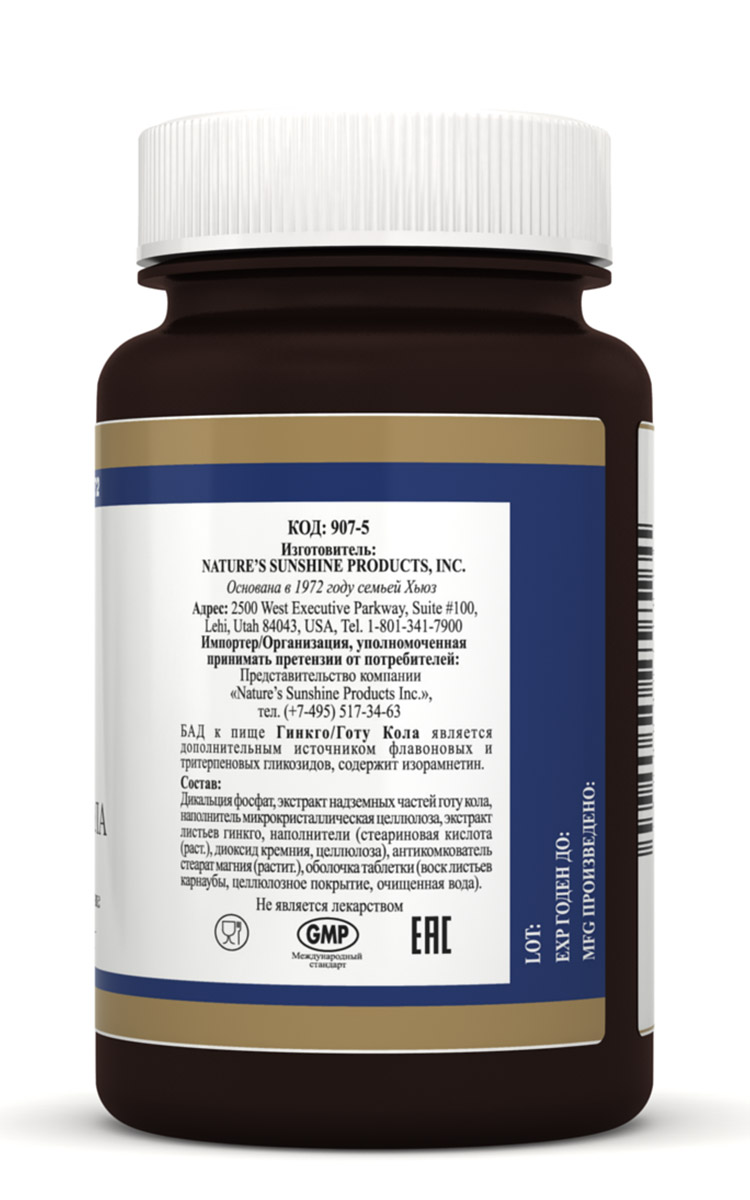 72
КОД: 907-5
Изготовитель:
NATURE'S SUNSHINE PRODUCTS, INC.
Основана в 1972 году семьей Хьюз
Адрес: 2500 West Executive Parkway, Suite #100,
Lehi, Utah 84043, USA, Tel. 1-801-341-7900
Импортер/Организация, уполномоченная
принимать претензии от потребителей:
Представительство компании
«Nature's Sunshine Products Inc.»,
тел. (+7-495) 517-34-63
БАД к пище Гинкго/Готу Кола является
дополнительным источником флавоновых и
тритерпеновых гликозидов, содержит изорамнетин.
Состав:
Дикальция фосфат, экстракт надземных частей готу кола,
наполнитель микрокристаллическая целлюлоза, экстракт
листьев гинкго, наполнители (стеариновая кислота
(раст.), диоксид кремния, целлюлоза), антикомкователь
стеарат магния (растит.), оболочка таблетки (воск листьев
карнаубы, целлюлозное покрытие, очищенная вода).
Не является лекарством
GMP
Международный
стандарт
EAC
LOT:
EXP ГОДЕН ДО:
MFG ПРОИЗВЕДЕНО: